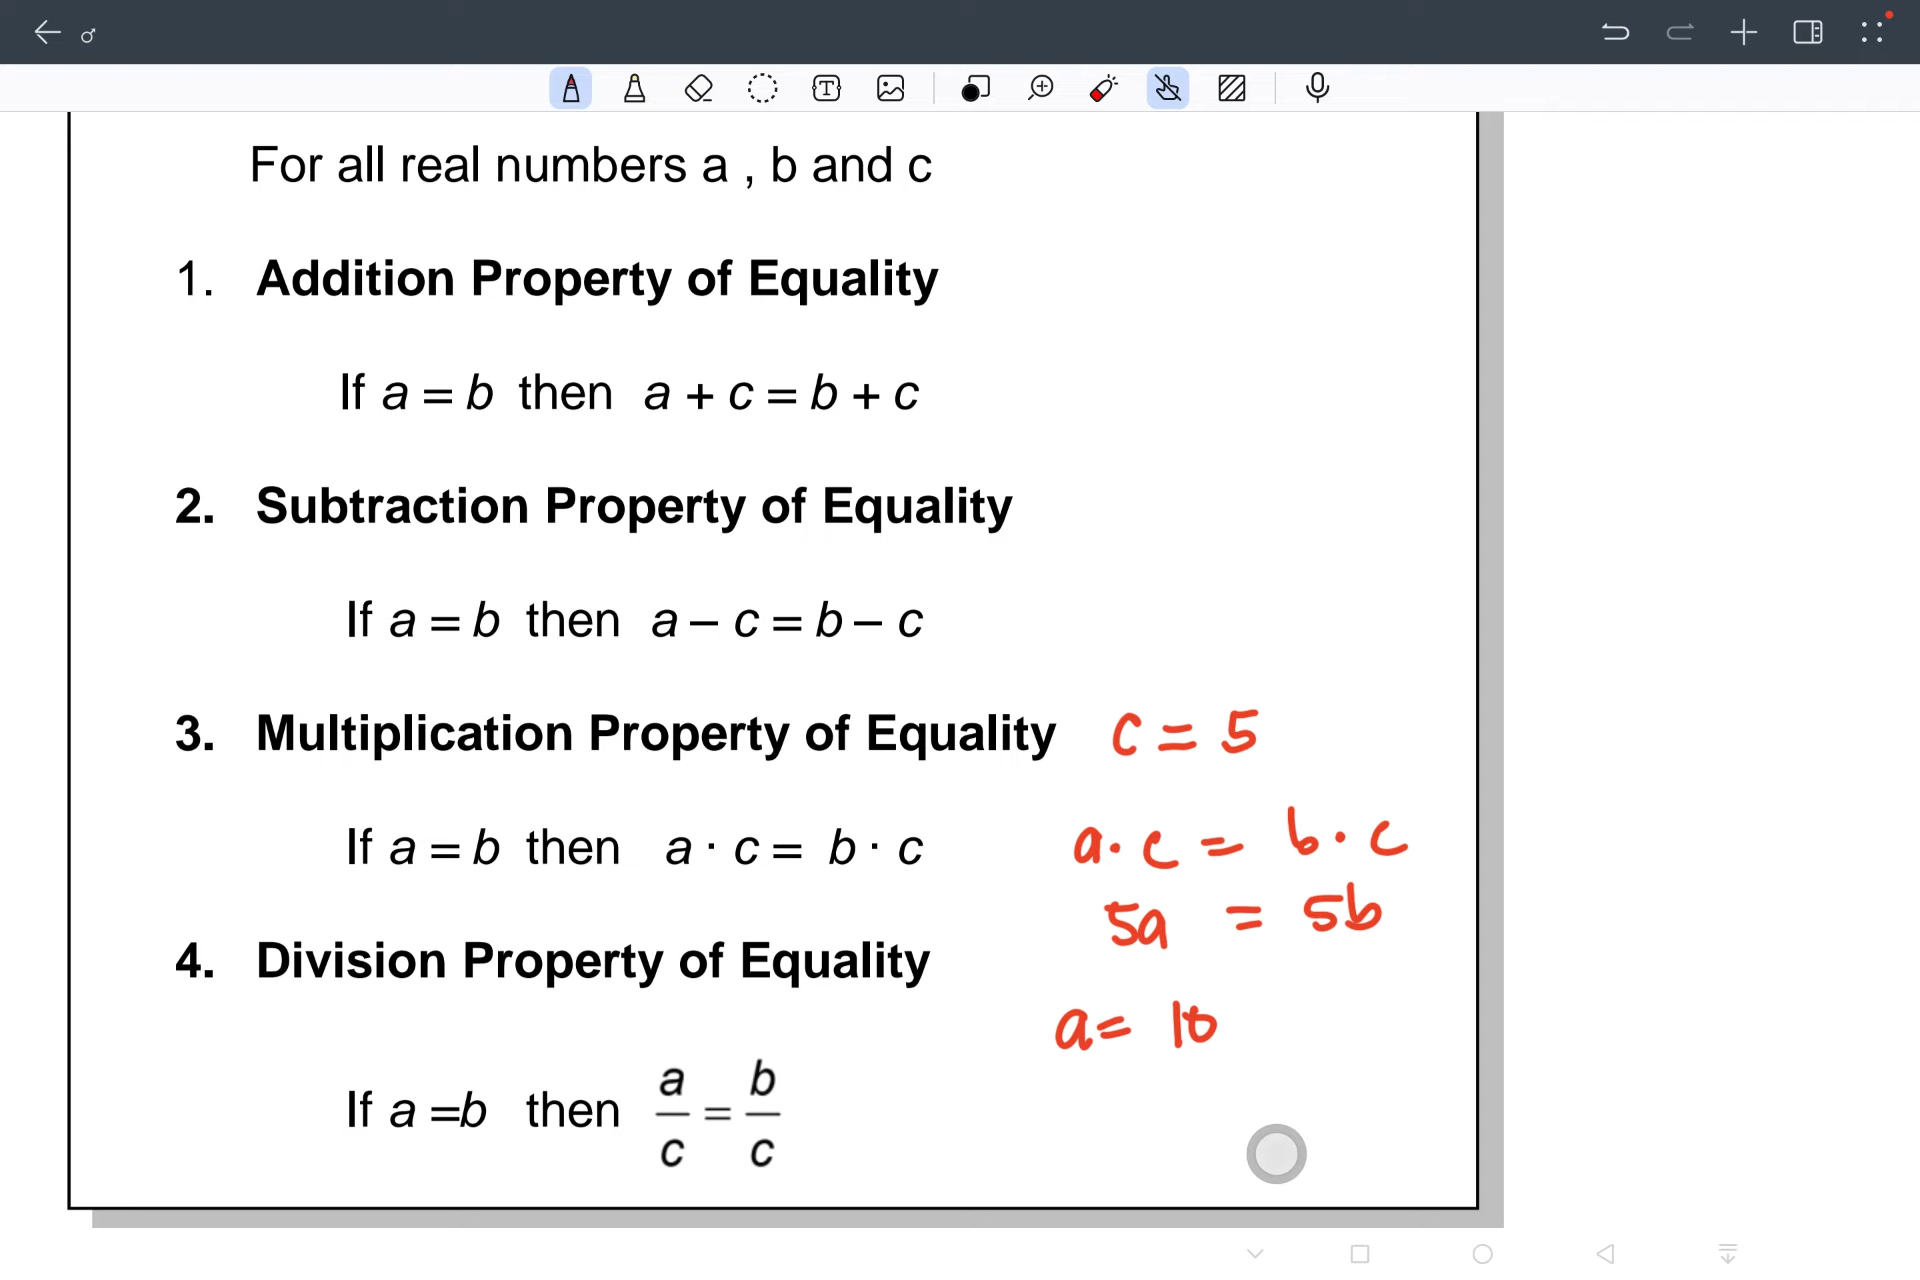 For all real numbers a , b and c
1. Addition Property of Equality
If a = b then a + c = b + c
2. Subtraction Property of Equality
If a = b then a – c = b – c
3. Multiplication Property of Equality c = 5
If a = b then a · c = b · c a · c = b · c
5a = 5b
4. Division Property of Equality
a = 10
If a =b then a/c = b/c